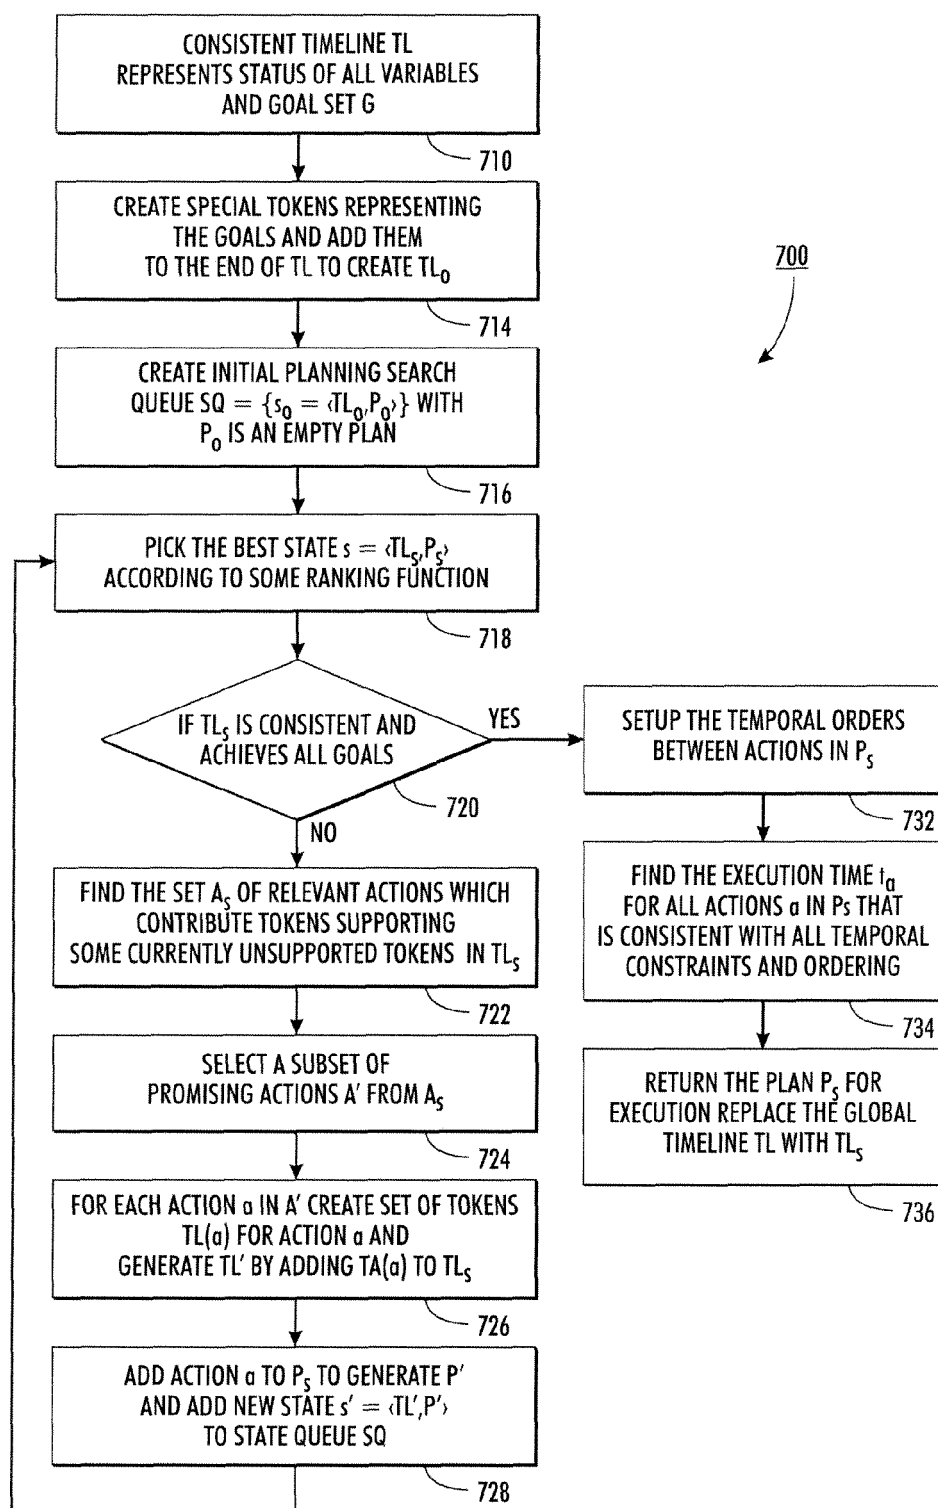 CONSISTENT TIMELINE TL
REPRESENTS STATUS OF ALL VARIABLES
AND GOAL SET G
710
CREATE SPECIAL TOKENS REPRESENTING
THE GOALS AND ADD THEM
TO THE END OF TL TO CREATE TL₀
714
700
CREATE INITIAL PLANNING SEARCH
QUEUE SQ = {s₀ = ‹TL₀,P₀›} WITH
P₀ IS AN EMPTY PLAN
716
PICK THE BEST STATE s = ‹TLₛ,Pₛ›
ACCORDING TO SOME RANKING FUNCTION
718
IF TLₛ IS CONSISTENT AND
ACHIEVES ALL GOALS
720
YES
NO
SETUP THE TEMPORAL ORDERS
BETWEEN ACTIONS IN Pₛ
732
FIND THE EXECUTION TIME tₐ
FOR ALL ACTIONS a IN Ps THAT
IS CONSISTENT WITH ALL TEMPORAL
CONSTRAINTS AND ORDERING
734
RETURN THE PLAN Pₛ FOR
EXECUTION REPLACE THE GLOBAL
TIMELINE TL WITH TLₛ
736
FIND THE SET Aₛ OF RELEVANT ACTIONS WHICH
CONTRIBUTE TOKENS SUPPORTING
SOME CURRENTLY UNSUPPORTED TOKENS IN TLₛ
722
SELECT A SUBSET OF
PROMISING ACTIONS A' FROM Aₛ
724
FOR EACH ACTION a IN A' CREATE SET OF TOKENS
TL(a) FOR ACTION a AND
GENERATE TL' BY ADDING TA(a) TO TLₛ
726
ADD ACTION a TO Pₛ TO GENERATE P'
AND ADD NEW STATE s' = ‹TL',P'›
TO STATE QUEUE SQ
728